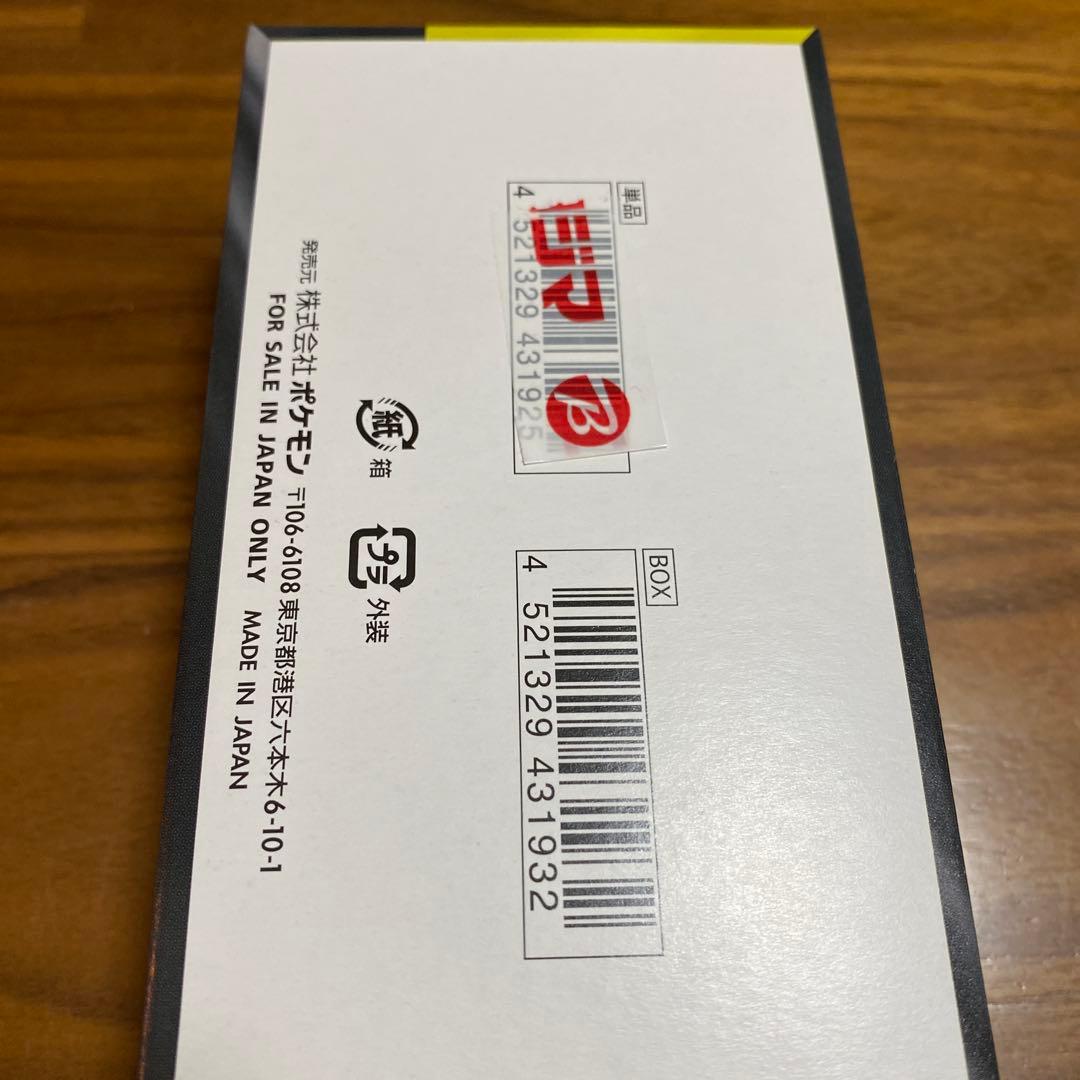 単品
4 521329 431925
ジマ
B
BOX
4 521329 431932
紙
箱
プラ
外装
発売元 株式会社 ポケモン 〒106-6108 東京都港区六本木6-10-1
FOR SALE IN JAPAN ONLY MADE IN JAPAN